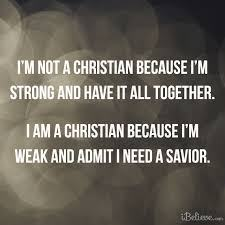 I'M NOT A CHRISTIAN BECAUSE I'M
STRONG AND HAVE IT ALL TOGETHER.
I AM A CHRISTIAN BECAUSE I'M
WEAK AND ADMIT I NEED A SAVIOR.
iBelieve.com